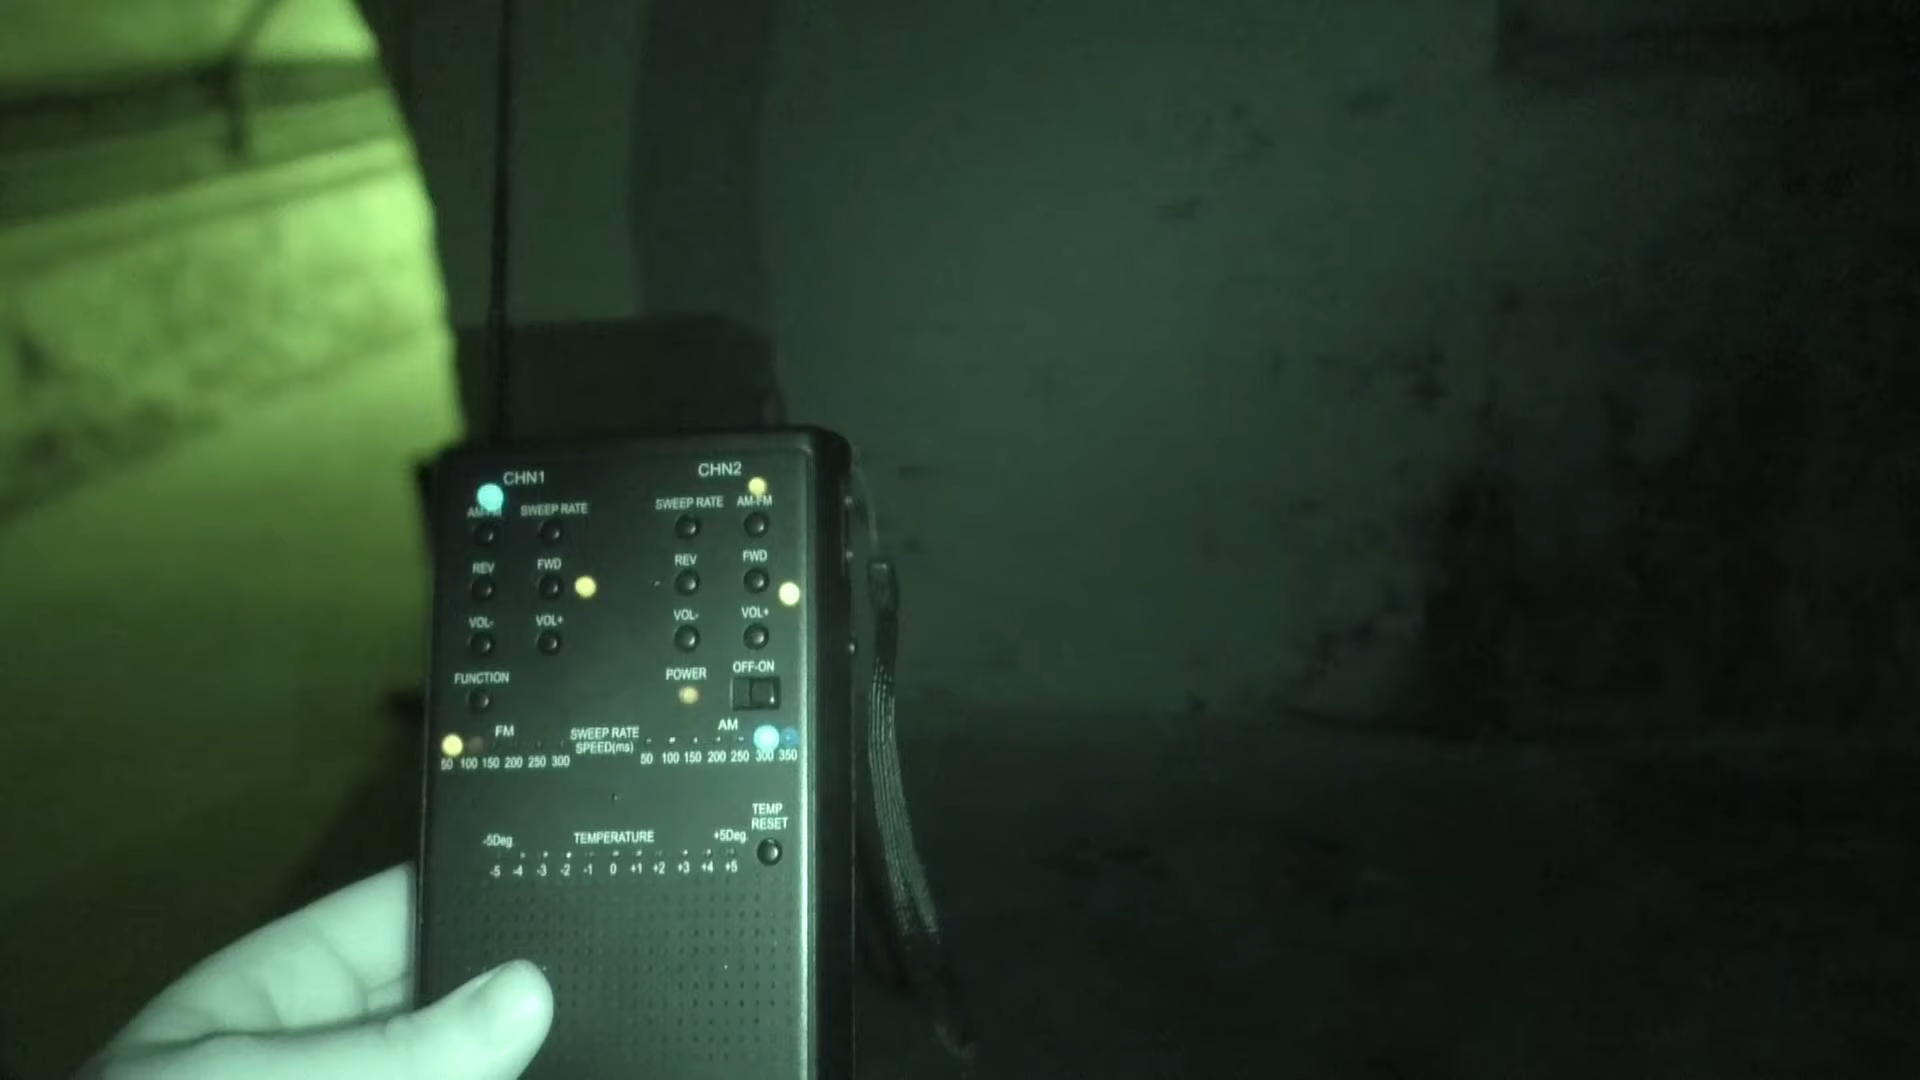 CHN1 CHN2
AM-FM SWEEP RATE SWEEP RATE AM-FM
REV FWD REV FWD
VOL- VOL+ VOL- VOL+
FUNCTION POWER OFF-ON
FM SWEEP RATE AM
SPEED(ms)
50 100 150 200 250 300 50 100 150 200 250 300 350
TEMP
RESET
-5Deg. TEMPERATURE +5Deg.
-5 -4 -3 -2 -1 0 +1 +2 +3 +4 +5